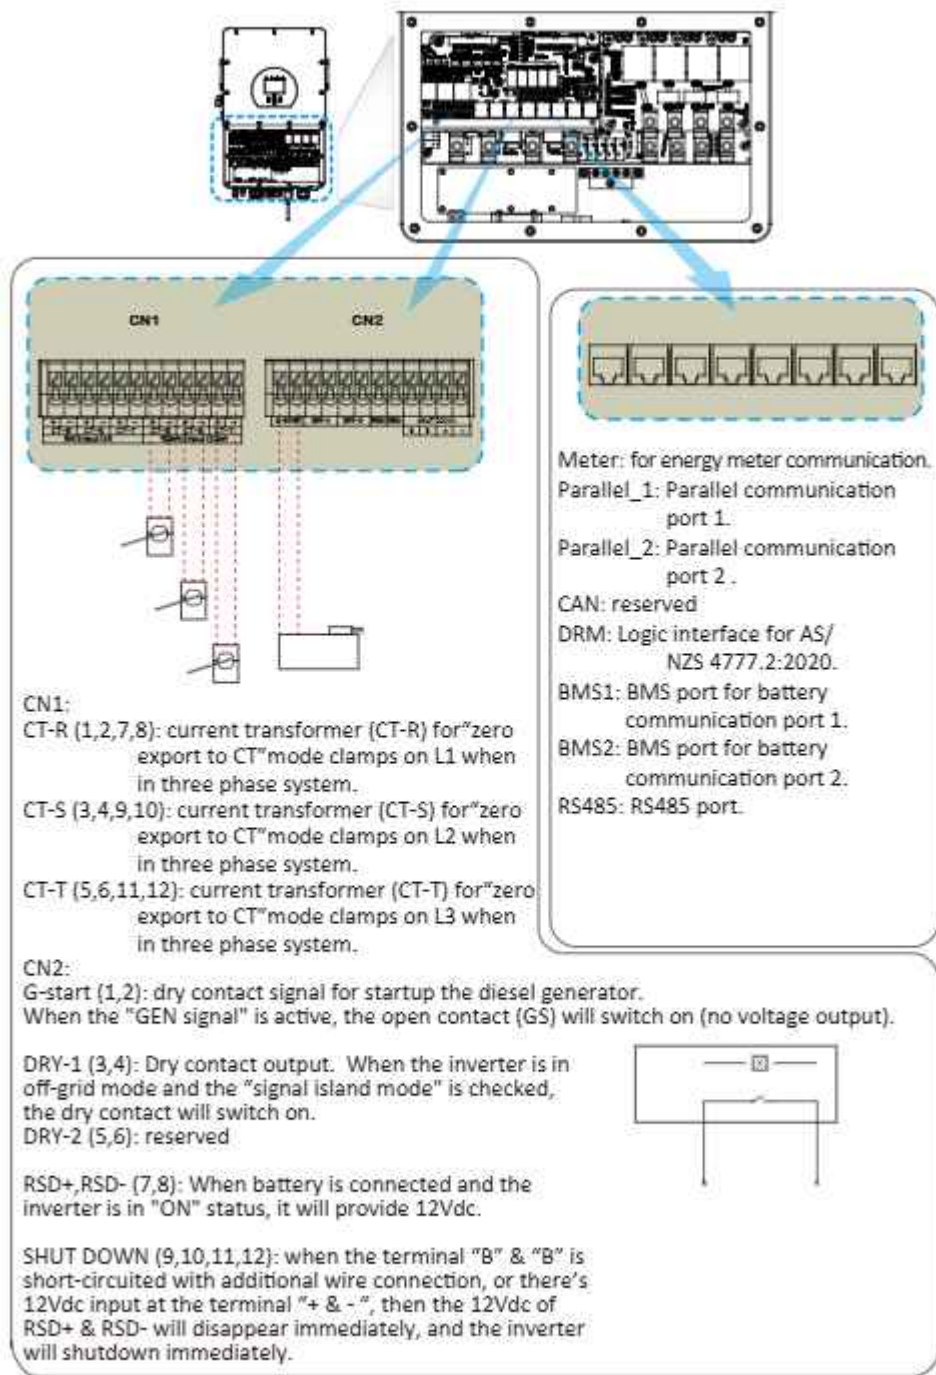 CN1
CN2
Meter: for energy meter communication.
Parallel_1: Parallel communication
port 1.
Parallel_2: Parallel communication
port 2 .
CAN: reserved
DRM: Logic interface for AS/
NZS 4777.2:2020.
BMS1: BMS port for battery
communication port 1.
BMS2: BMS port for battery
communication port 2.
RS485: RS485 port.
CN1:
CT-R (1,2,7,8): current transformer (CT-R) for“zero
export to CT”mode clamps on L1 when
in three phase system.
CT-S (3,4,9,10): current transformer (CT-S) for“zero
export to CT”mode clamps on L2 when
in three phase system.
CT-T (5,6,11,12): current transformer (CT-T) for“zero
export to CT”mode clamps on L3 when
in three phase system.
CN2:
G-start (1,2): dry contact signal for startup the diesel generator.
When the "GEN signal" is active, the open contact (GS) will switch on (no voltage output).
DRY-1 (3,4): Dry contact output. When the inverter is in
off-grid mode and the “signal island mode" is checked,
the dry contact will switch on.
DRY-2 (5,6): reserved
RSD+,RSD- (7,8): When battery is connected and the
inverter is in "ON" status, it will provide 12Vdc.
SHUT DOWN (9,10,11,12): when the terminal “B” & “B” is
short-circuited with additional wire connection, or there’s
12Vdc input at the terminal “+ & - ”, then the 12Vdc of
RSD+ & RSD- will disappear immediately, and the inverter
will shutdown immediately.